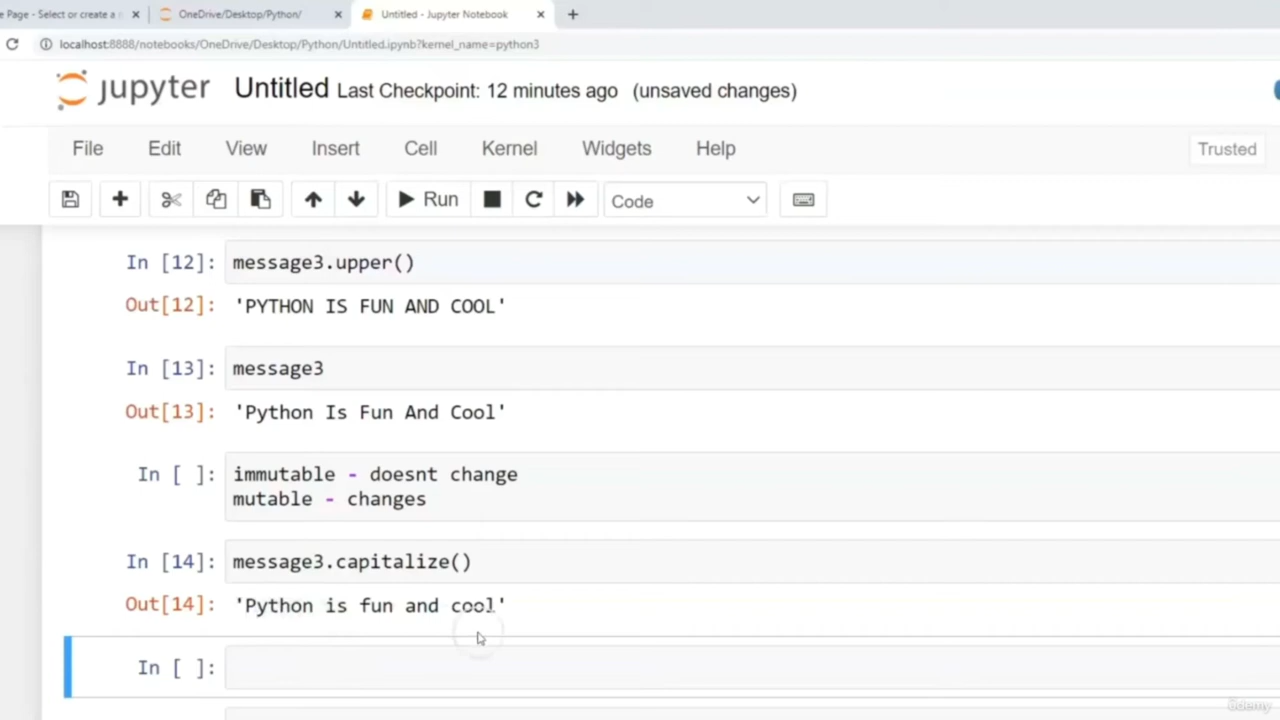 e Page - Select or create a n
OneDrive/Desktop/Python/
Untitled - Jupyter Notebook
localhost:8888/notebooks/OneDrive/Desktop/Python/Untitled.ipynb?kernel_name=python3
jupyter Untitled Last Checkpoint: 12 minutes ago (unsaved changes)
File Edit View Insert Cell Kernel Widgets Help Trusted
Run Code
In [12]: message3.upper()
Out[12]: 'PYTHON IS FUN AND COOL'
In [13]: message3
Out[13]: 'Python Is Fun And Cool'
In [ ]: immutable - doesnt change
mutable - changes
In [14]: message3.capitalize()
Out[14]: 'Python is fun and cool'
In [ ]:
ûdemy